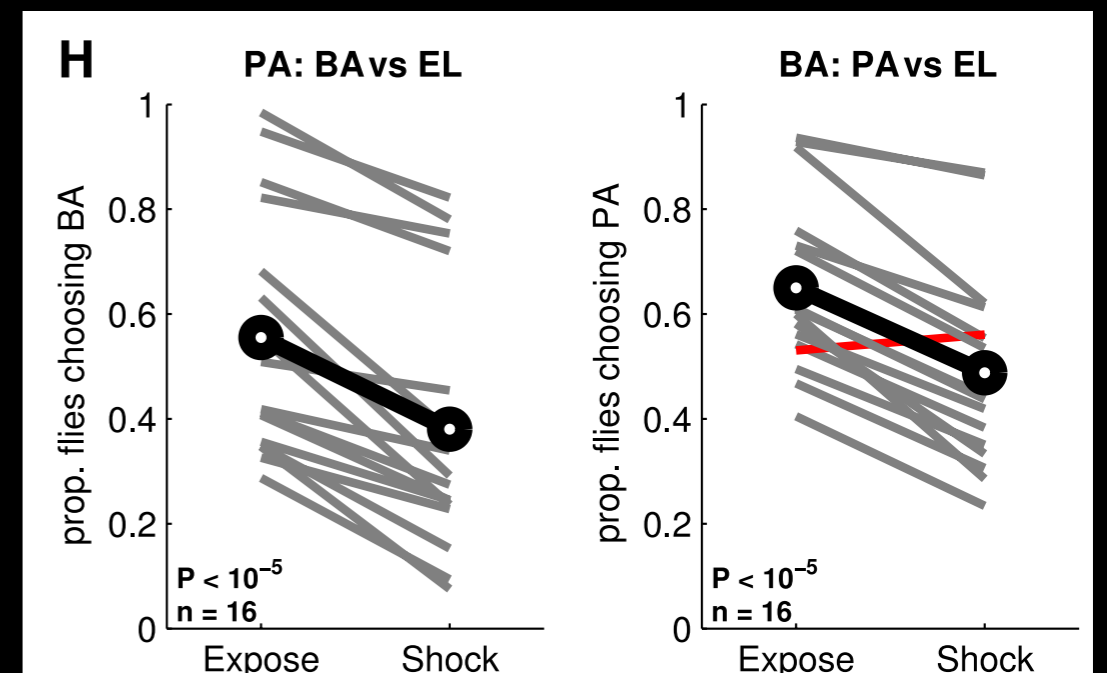 H
PA: BA vs EL
prop. flies choosing BA
1
0.8
0.6
0.4
0.2
0
P < 10⁻⁵
n = 16
Expose Shock
BA: PA vs EL
prop. flies choosing PA
1
0.8
0.6
0.4
0.2
0
P < 10⁻⁵
n = 16
Expose Shock